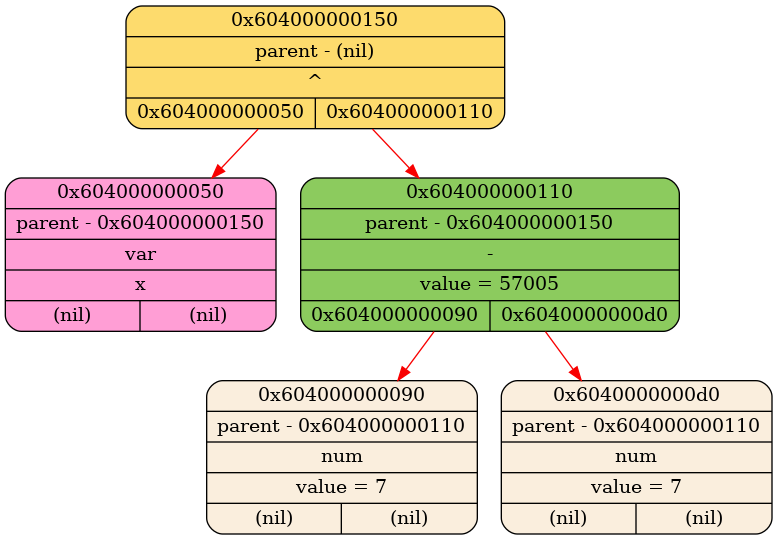 0x604000000150
parent - (nil)
^
0x604000000050 0x604000000110
0x604000000050
parent - 0x604000000150
var
x
(nil) (nil)
0x604000000110
parent - 0x604000000150
-
value = 57005
0x604000000090 0x6040000000d0
0x604000000090
parent - 0x604000000110
num
value = 7
(nil) (nil)
0x6040000000d0
parent - 0x604000000110
num
value = 7
(nil) (nil)